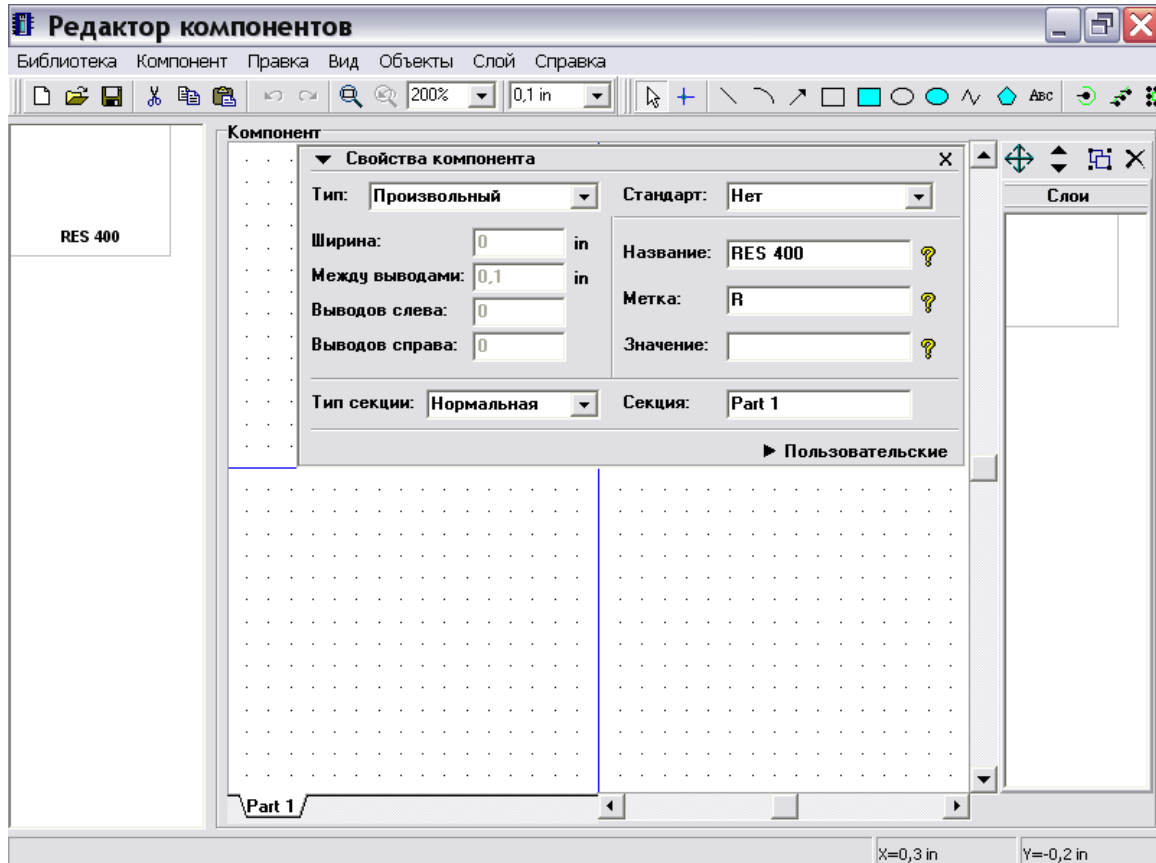 Редактор компонентов
Библиотека Компонент Правка Вид Объекты Слой Справка
200% 0,1 in ABC
RES 400
Компонент
Свойства компонента
Тип: Произвольный
Стандарт: Нет
Ширина: 0 in
Между выводами: 0,1 in
Выводов слева: 0
Выводов справа: 0
Название: RES 400
Метка: R
Значение:
Тип секции: Нормальная
Секция: Part 1
Пользовательские
Слои
Part 1
X=0,3 in Y=-0,2 in